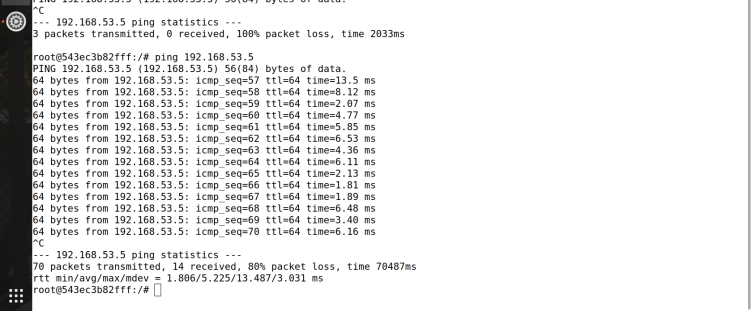 PING 192.168.53.5 (192.168.53.5) 56(84) bytes of data.
^C
--- 192.168.53.5 ping statistics ---
3 packets transmitted, 0 received, 100% packet loss, time 2033ms
root@543ec3b82fff:/# ping 192.168.53.5
PING 192.168.53.5 (192.168.53.5) 56(84) bytes of data.
64 bytes from 192.168.53.5: icmp_seq=57 ttl=64 time=13.5 ms
64 bytes from 192.168.53.5: icmp_seq=58 ttl=64 time=8.12 ms
64 bytes from 192.168.53.5: icmp_seq=59 ttl=64 time=2.07 ms
64 bytes from 192.168.53.5: icmp_seq=60 ttl=64 time=4.77 ms
64 bytes from 192.168.53.5: icmp_seq=61 ttl=64 time=5.85 ms
64 bytes from 192.168.53.5: icmp_seq=62 ttl=64 time=6.53 ms
64 bytes from 192.168.53.5: icmp_seq=63 ttl=64 time=4.36 ms
64 bytes from 192.168.53.5: icmp_seq=64 ttl=64 time=6.11 ms
64 bytes from 192.168.53.5: icmp_seq=65 ttl=64 time=2.13 ms
64 bytes from 192.168.53.5: icmp_seq=66 ttl=64 time=1.81 ms
64 bytes from 192.168.53.5: icmp_seq=67 ttl=64 time=1.89 ms
64 bytes from 192.168.53.5: icmp_seq=68 ttl=64 time=6.48 ms
64 bytes from 192.168.53.5: icmp_seq=69 ttl=64 time=3.40 ms
64 bytes from 192.168.53.5: icmp_seq=70 ttl=64 time=6.16 ms
^C
--- 192.168.53.5 ping statistics ---
70 packets transmitted, 14 received, 80% packet loss, time 70487ms
rtt min/avg/max/mdev = 1.806/5.225/13.487/3.031 ms
root@543ec3b82fff:/#